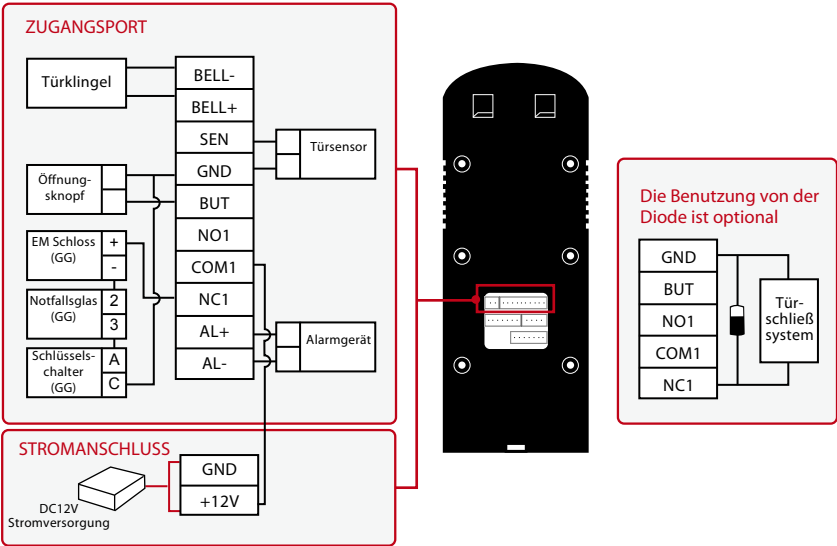 ZUGANGSPORT
Türklingel
BELL-
BELL+
SEN
GND
BUT
NO1
COM1
NC1
AL+
AL-
Türsensor
Öffnung-
sknopf
EM Schloss
(GG)
+
-
Notfallsglas
(GG)
2
3
Schlüssels-
chalter
(GG)
A
C
Alarmgerät
STROMANSCHLUSS
GND
+12V
DC12V
Stromversorgung
Die Benutzung von der
Diode ist optional
GND
BUT
NO1
COM1
NC1
Tür-
schließ
system